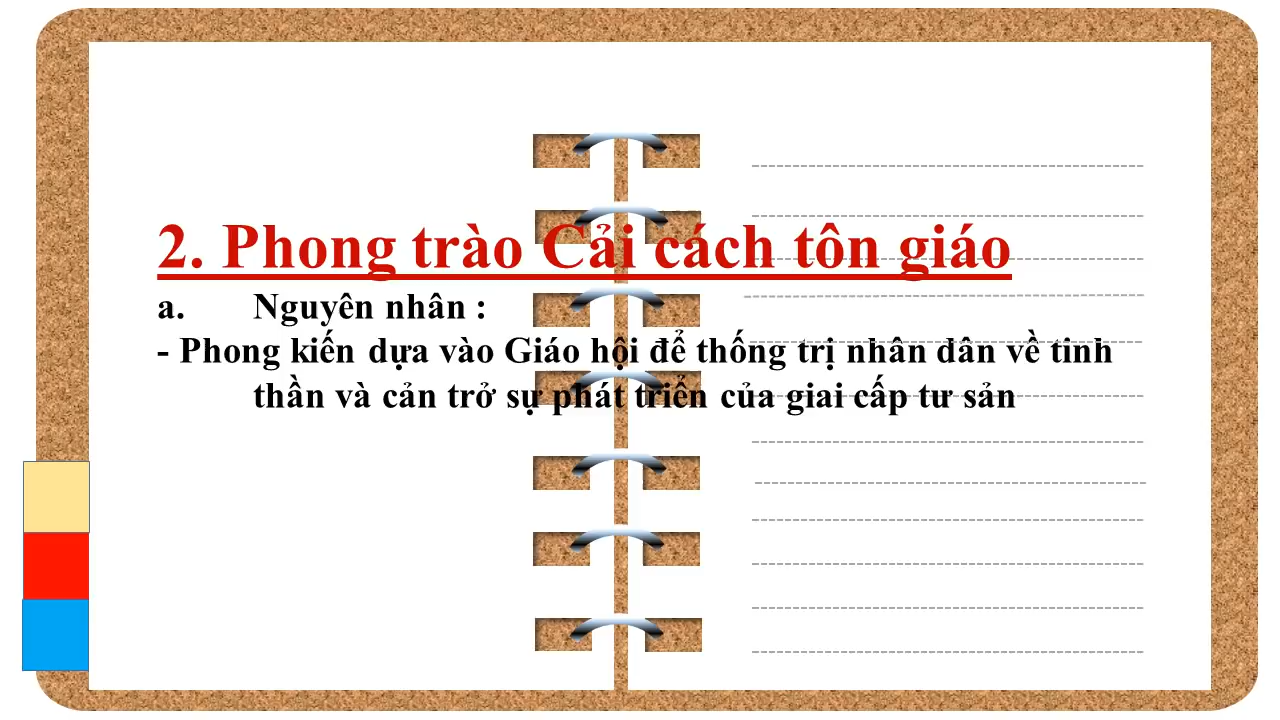 2. Phong trào Cải cách tôn giáo
a. Nguyên nhân :
- Phong kiến dựa vào Giáo hội để thống trị nhân dân về tinh
thần và cản trở sự phát triển của giai cấp tư sản